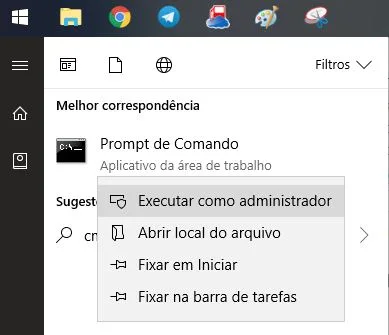 Filtros
Melhor correspondência
C:\_
Prompt de Comando
Aplicativo da área de trabalho
Executar como administrador
Abrir local do arquivo
Fixar em Iniciar
Fixar na barra de tarefas